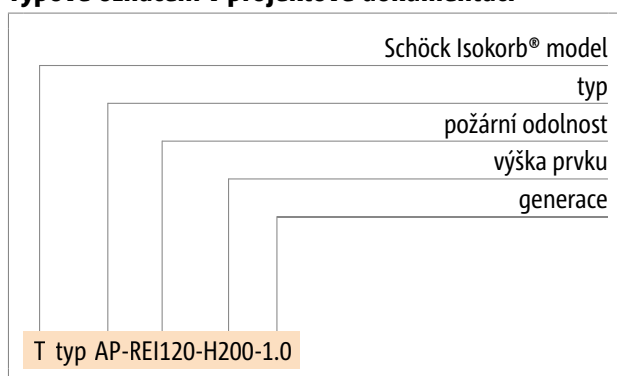 Typové označení v projektové dokumentaci
Schöck Isokorb® model
typ
požární odolnost
výška prvku
generace
T typ AP-REI120-H200-1.0